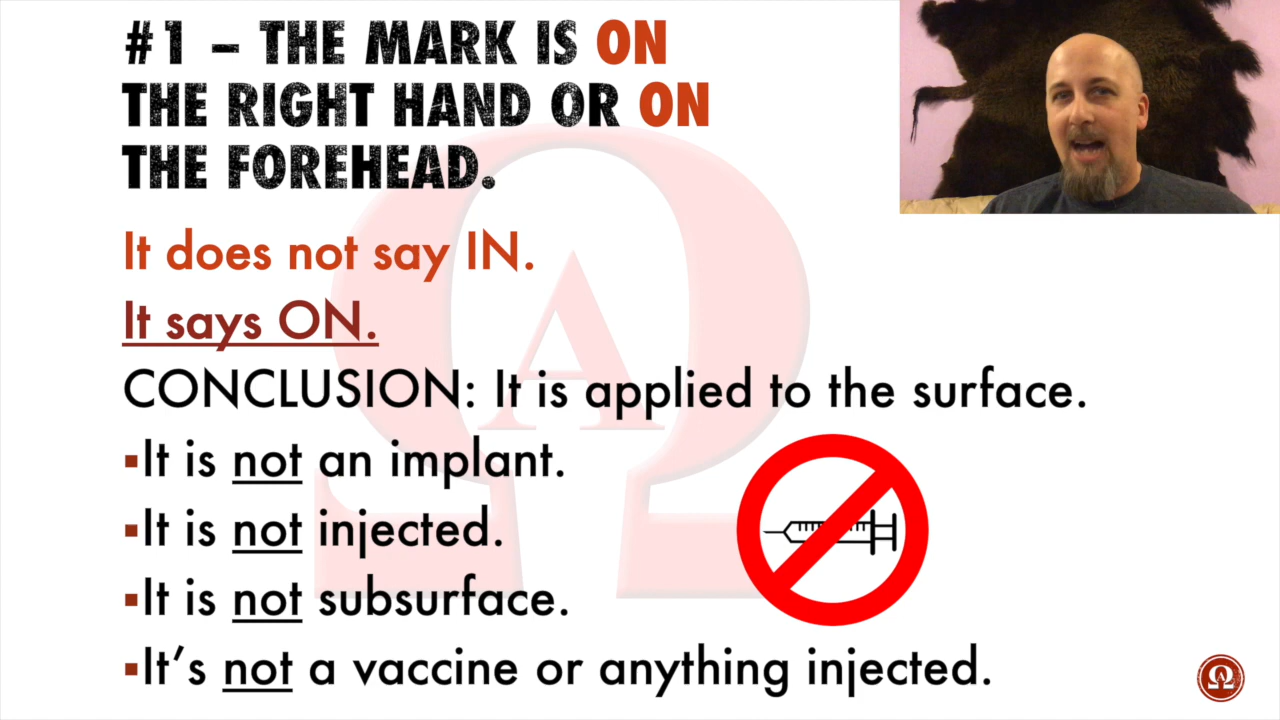 #1 – THE MARK IS ON
THE RIGHT HAND OR ON
THE FOREHEAD.
It does not say IN.
It says ON.
CONCLUSION: It is applied to the surface.
▪It is not an implant.
▪It is not injected.
▪It is not subsurface.
▪It's not a vaccine or anything injected.
ΩA
ΩA